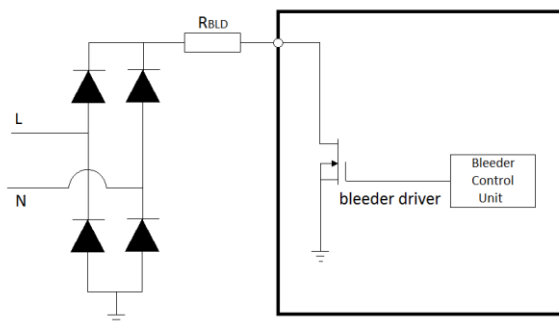 RBLD
L
N
bleeder driver
Bleeder
Control
Unit